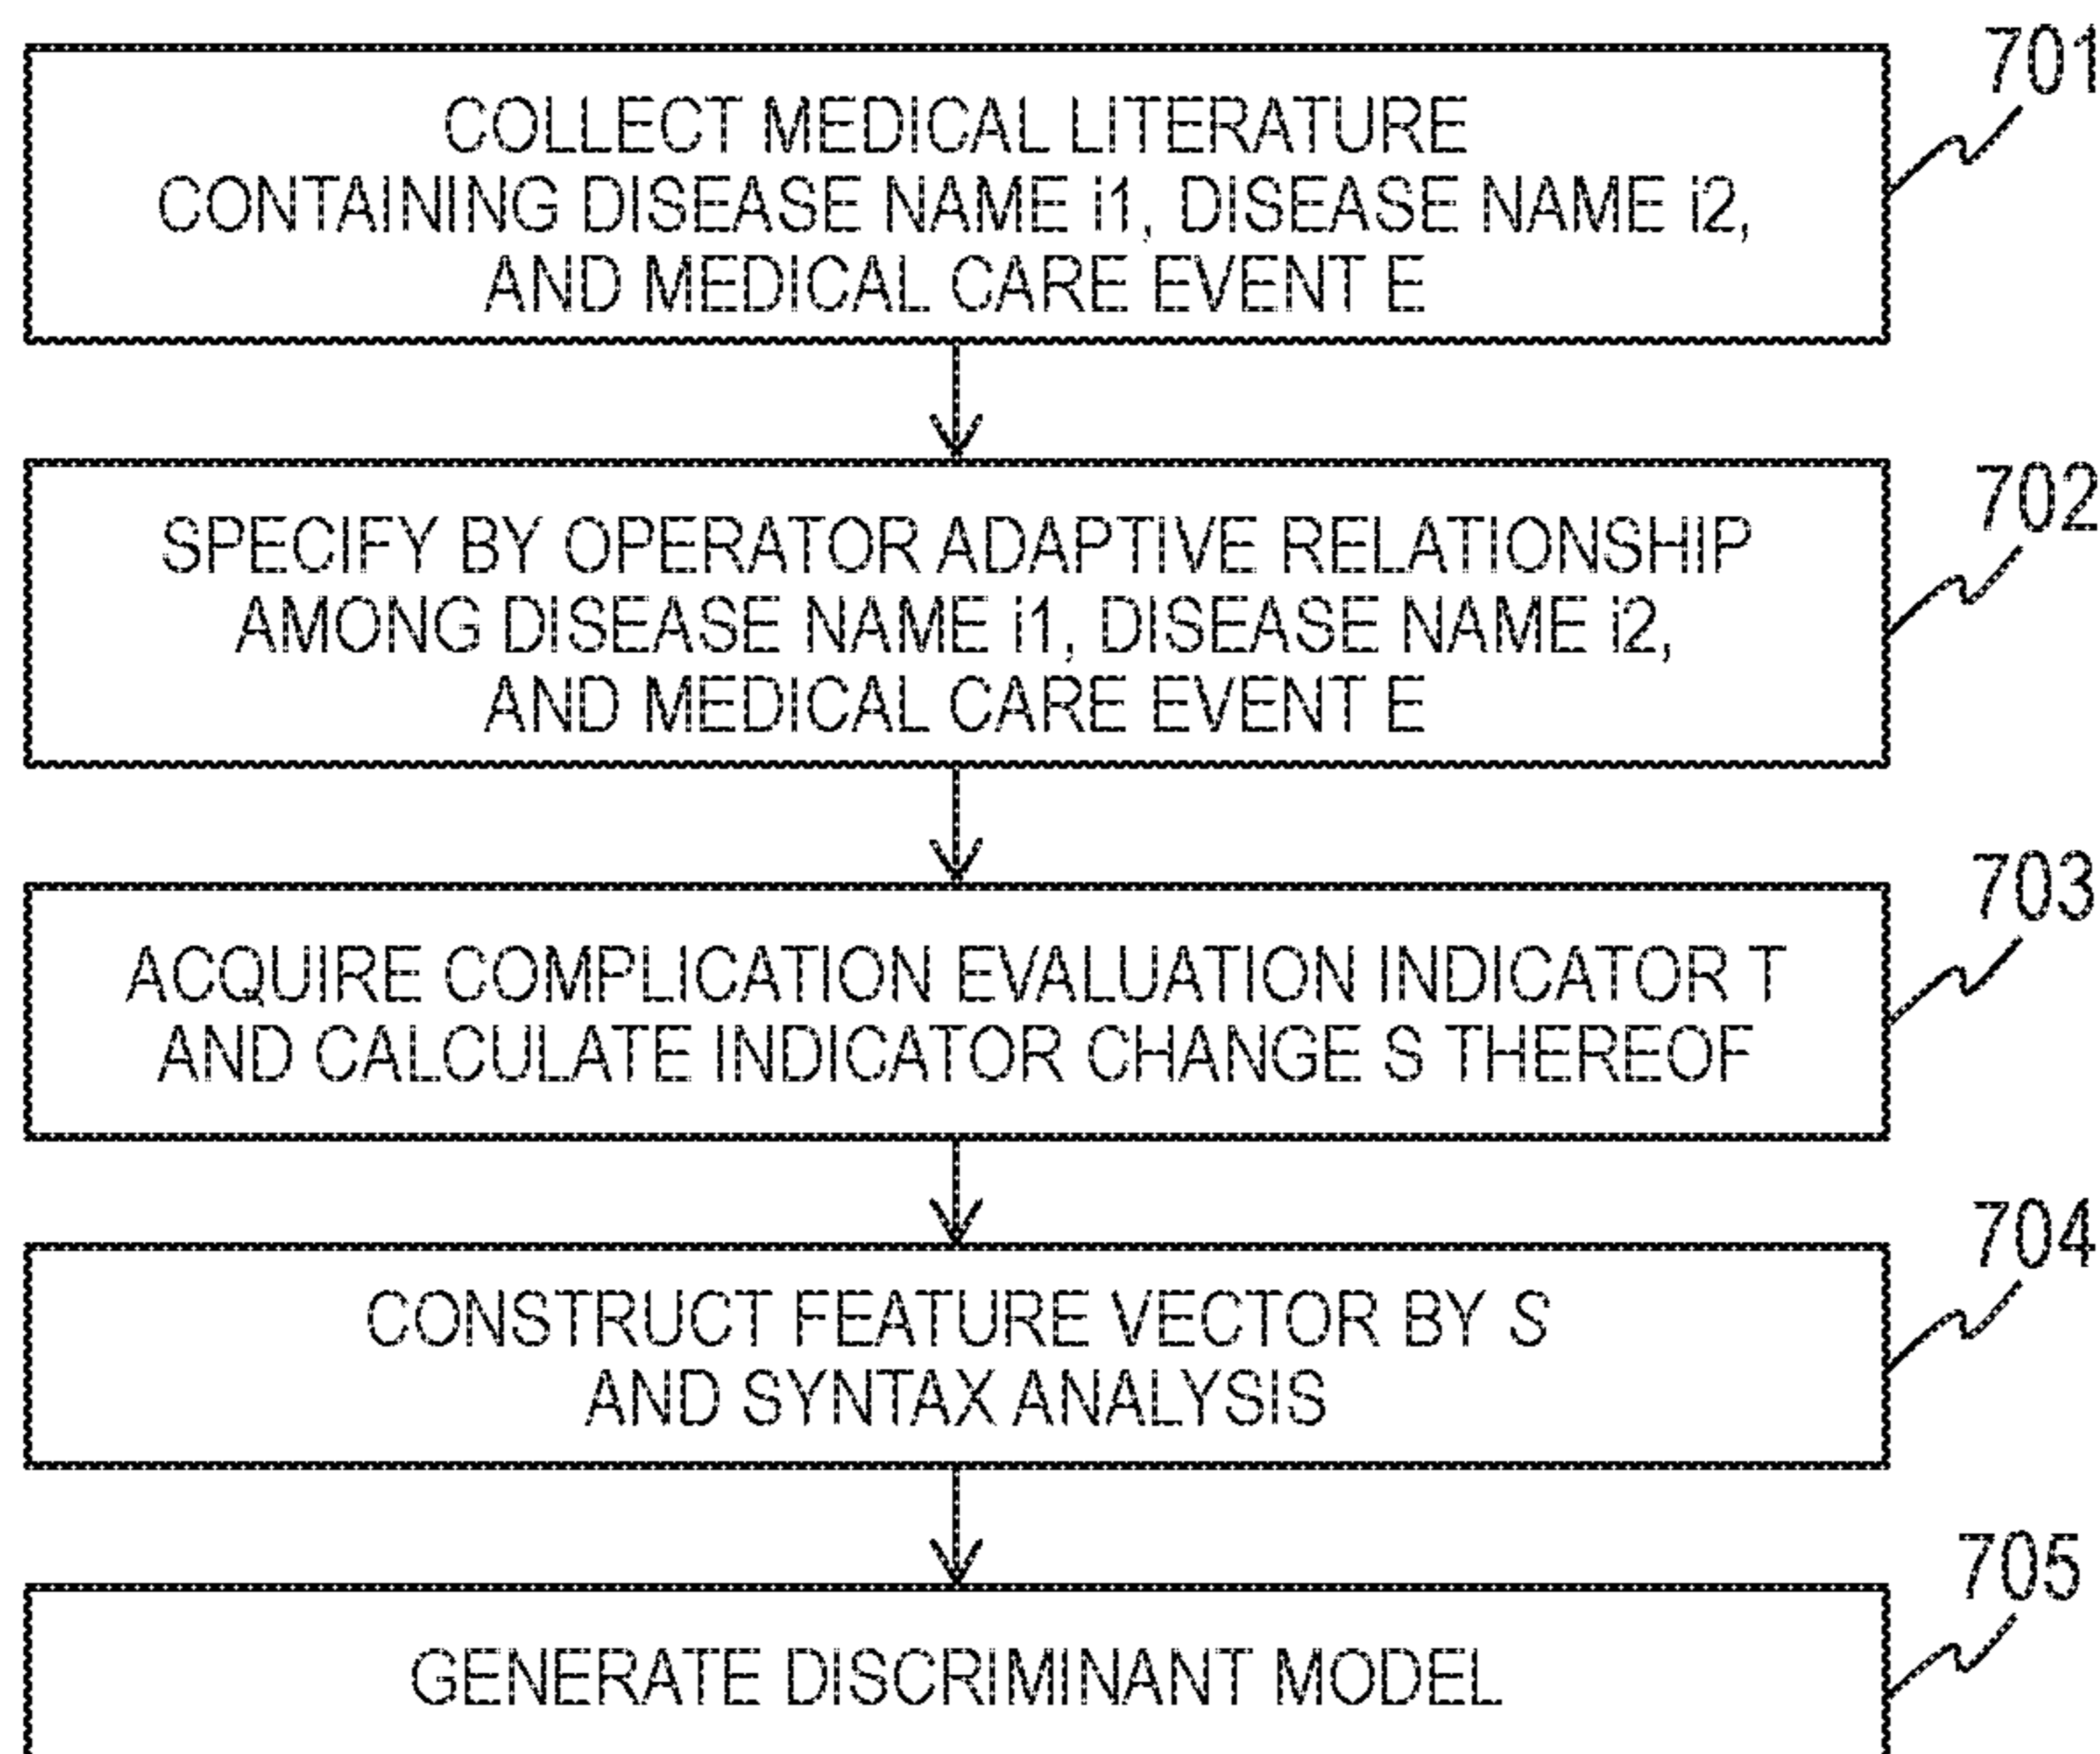 701
COLLECT MEDICAL LITERATURE
CONTAINING DISEASE NAME i1, DISEASE NAME i2,
AND MEDICAL CARE EVENT E
702
SPECIFY BY OPERATOR ADAPTIVE RELATIONSHIP
AMONG DISEASE NAME i1, DISEASE NAME i2,
AND MEDICAL CARE EVENT E
703
ACQUIRE COMPLICATION EVALUATION INDICATOR T
AND CALCULATE INDICATOR CHANGE S THEREOF
704
CONSTRUCT FEATURE VECTOR BY S
AND SYNTAX ANALYSIS
705
GENERATE DISCRIMINANT MODEL